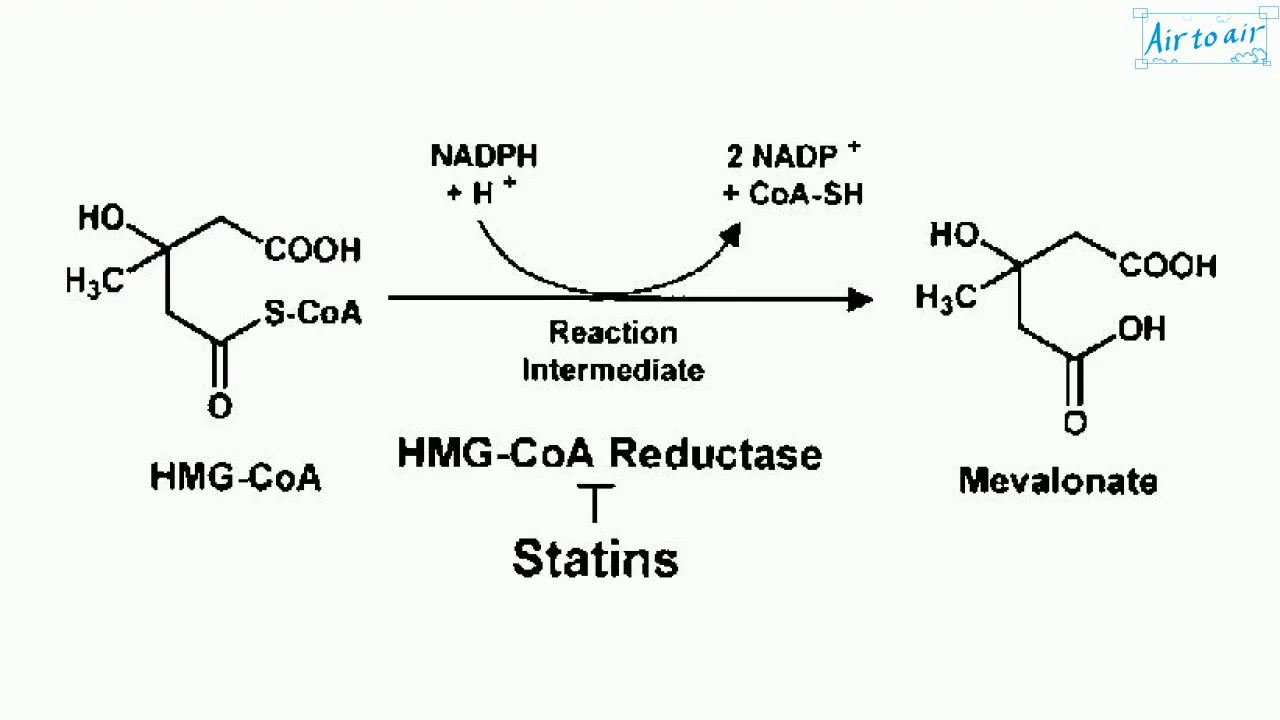 Air to air
NADPH
+ H +
2 NADP +
+ CoA-SH
HO
COOH
H3C
S-CoA
O
HMG-CoA
Reaction
Intermediate
HMG-CoA Reductase
Statins
HO
COOH
H3C
OH
O
Mevalonate